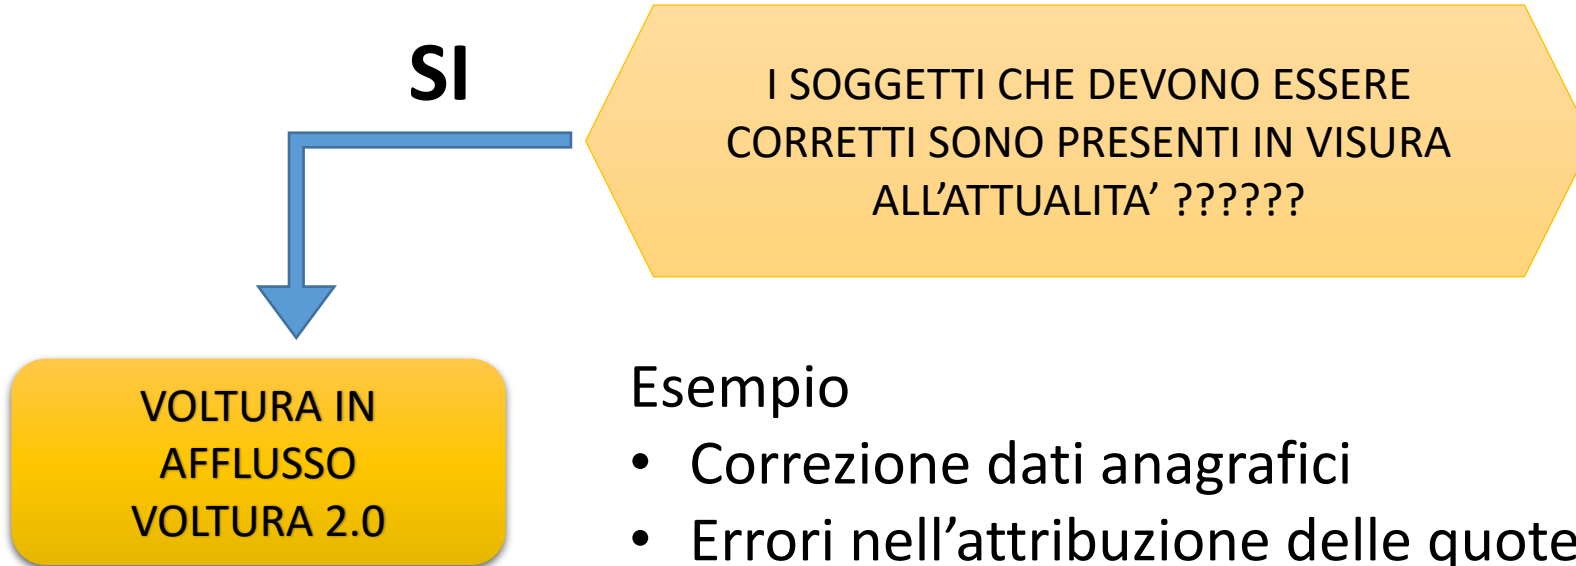 SI
I SOGGETTI CHE DEVONO ESSERE
CORRETTI SONO PRESENTI IN VISURA
ALL’ATTUALITA’ ??????
VOLTURA IN
AFFLUSSO
VOLTURA 2.0
Esempio
• Correzione dati anagrafici
• Errori nell’attribuzione delle quote